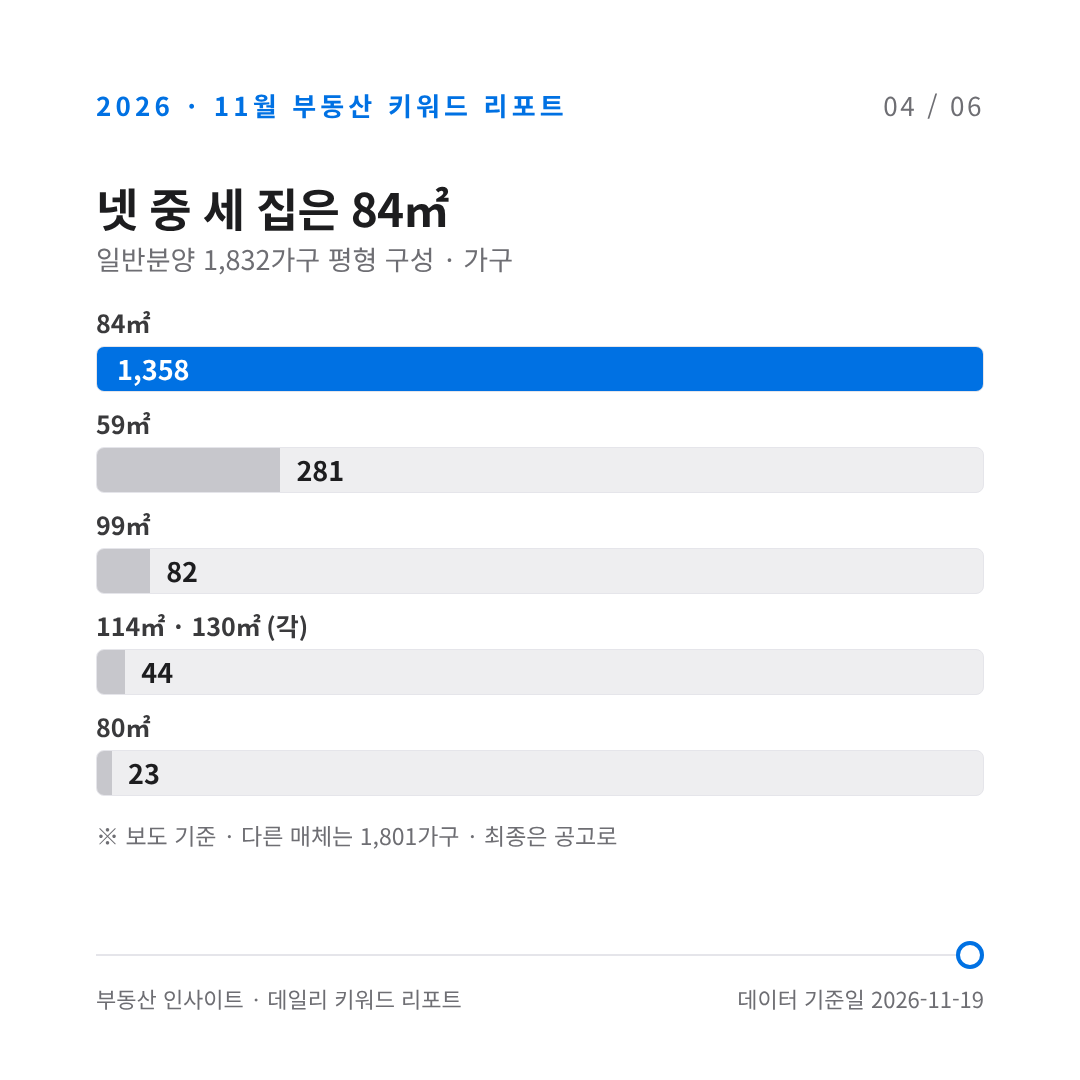 2026 · 11월 부동산 키워드 리포트
04 / 06
넷 중 세 집은 84㎡
일반분양 1,832가구 평형 구성 · 가구
84㎡
1,358
59㎡
281
99㎡
82
114㎡ · 130㎡ (각)
44
80㎡
23
※ 보도 기준 · 다른 매체는 1,801가구 · 최종은 공고로
부동산 인사이트 · 데일리 키워드 리포트
데이터 기준일 2026-11-19